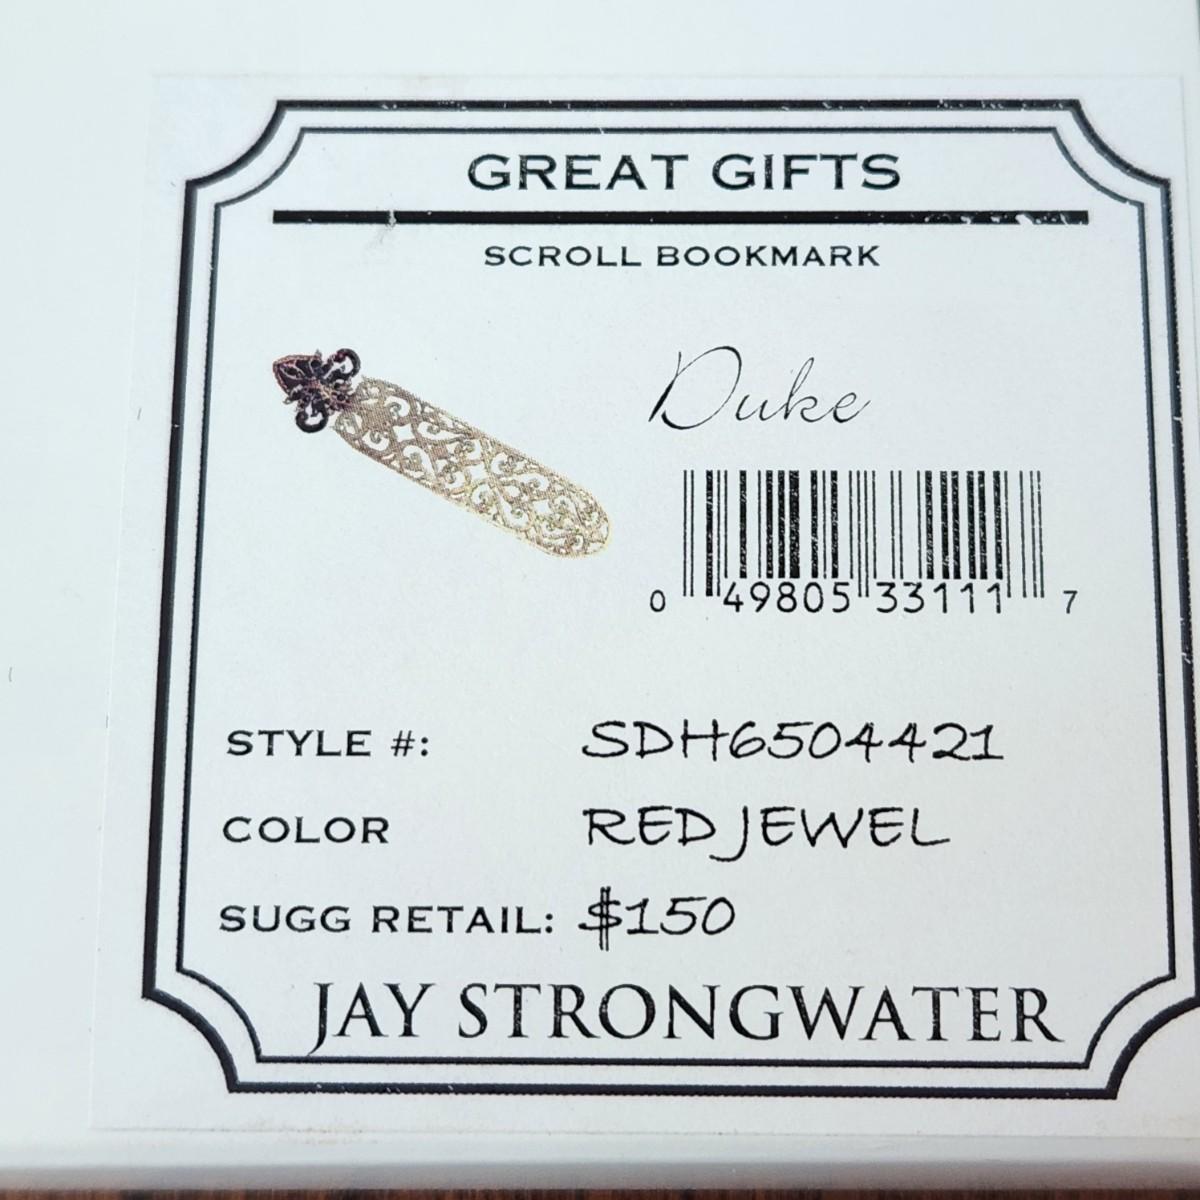 GREAT GIFTS
SCROLL BOOKMARK
Duke
0 49805 33111 7
STYLE #: SDH6504421
COLOR RED JEWEL
SUGG RETAIL: $150
JAY STRONGWATER